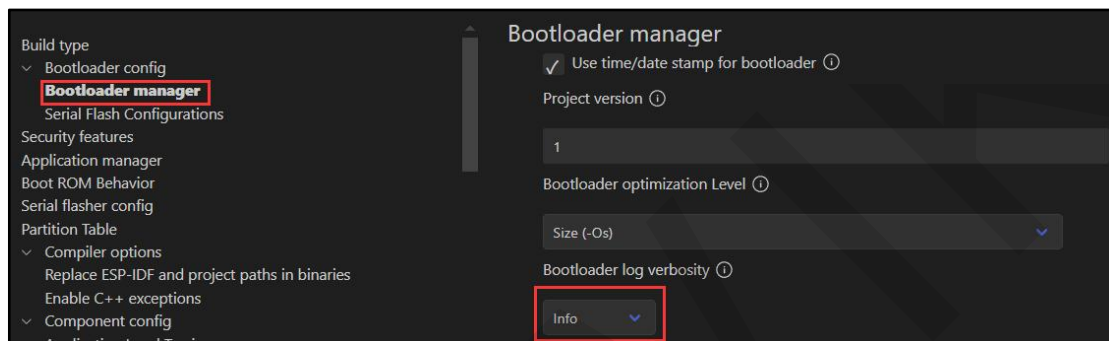 Build type
Bootloader config
Bootloader manager
Serial Flash Configurations
Security features
Application manager
Boot ROM Behavior
Serial flasher config
Partition Table
Compiler options
Replace ESP-IDF and project paths in binaries
Enable C++ exceptions
Component config
Bootloader manager
Use time/date stamp for bootloader
Project version
1
Bootloader optimization Level
Size (-Os)
Bootloader log verbosity
Info